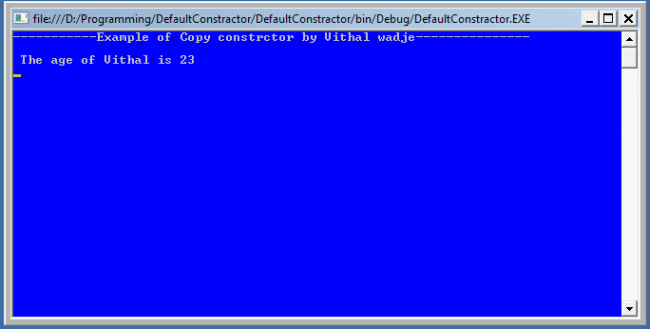 file:///D:/Programming/DefaultConstractor/DefaultConstractor/bin/Debug/DefaultConstractor.EXE
-----------Example of Copy constrctor by Vithal wadje---------------
The age of Vithal is 23